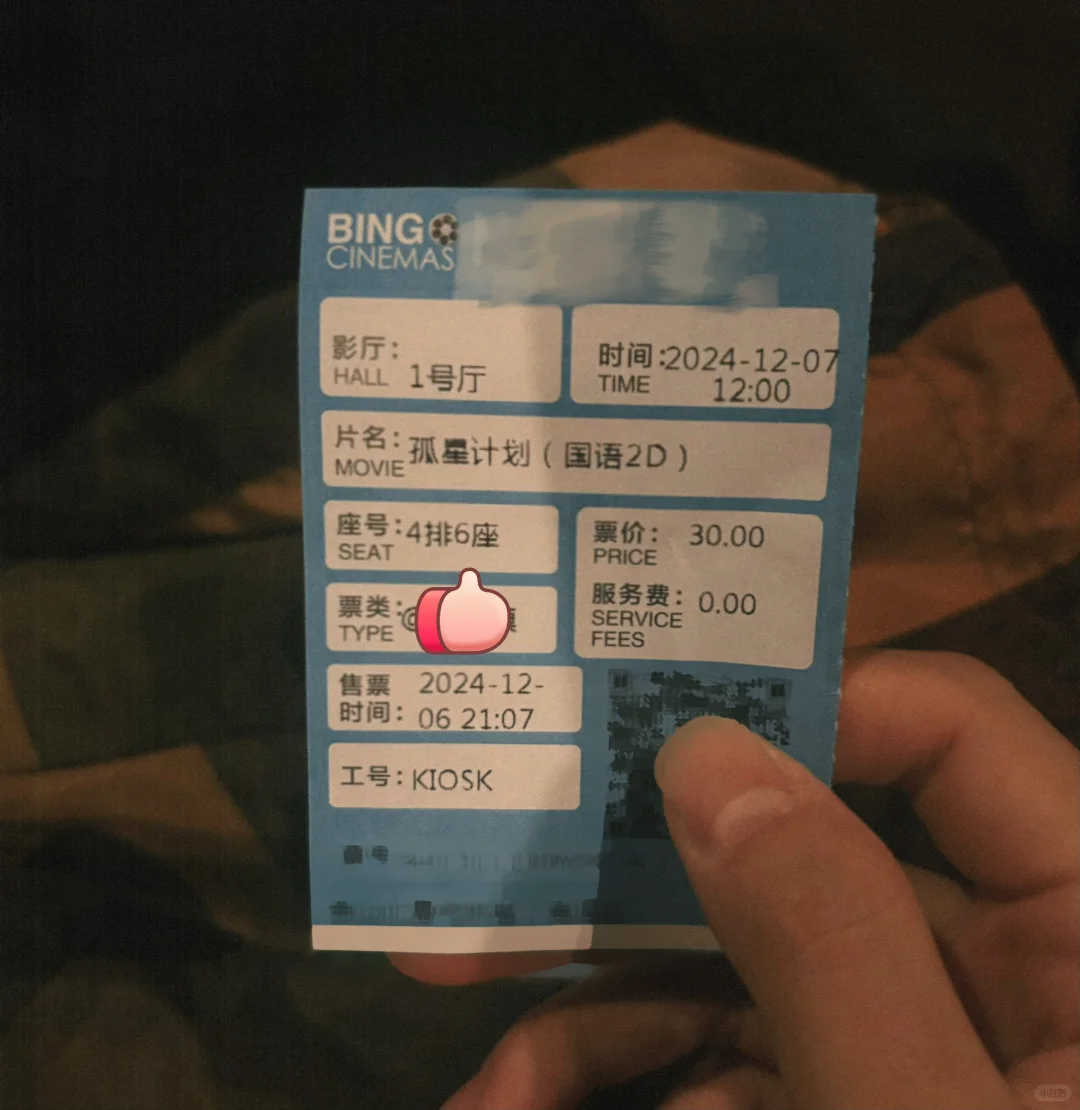 BINGO
CINEMAS
影厅：
HALL 1号厅
时间:2024-12-07
TIME 12:00
片名：孤星计划（国语2D）
MOVIE
座号：4排6座
SEAT
票价： 30.00
PRICE
服务费： 0.00
SERVICE
FEES
票类：
TYPE
售票 2024-12-
时间： 06 21:07
工号：KIOSK
小红书